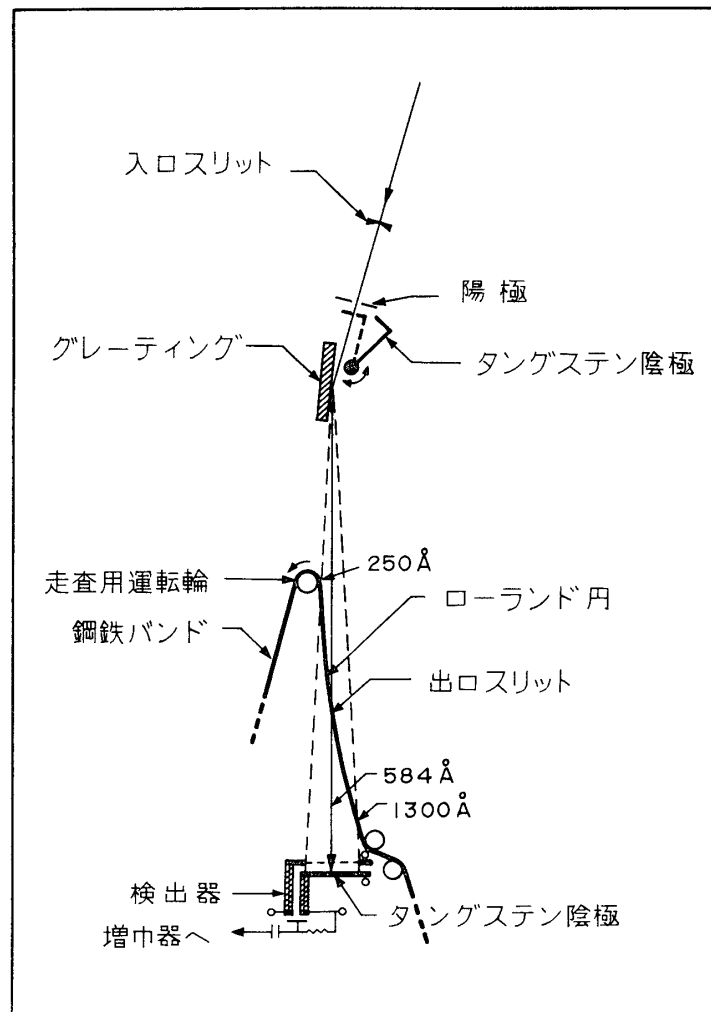 入口スリット
陽極
グレーティング
タングステン陰極
250Å
走査用運転輪
ローランド円
鋼鉄バンド
出口スリット
584Å
1300Å
検出器
タングステン陰極
増巾器へ